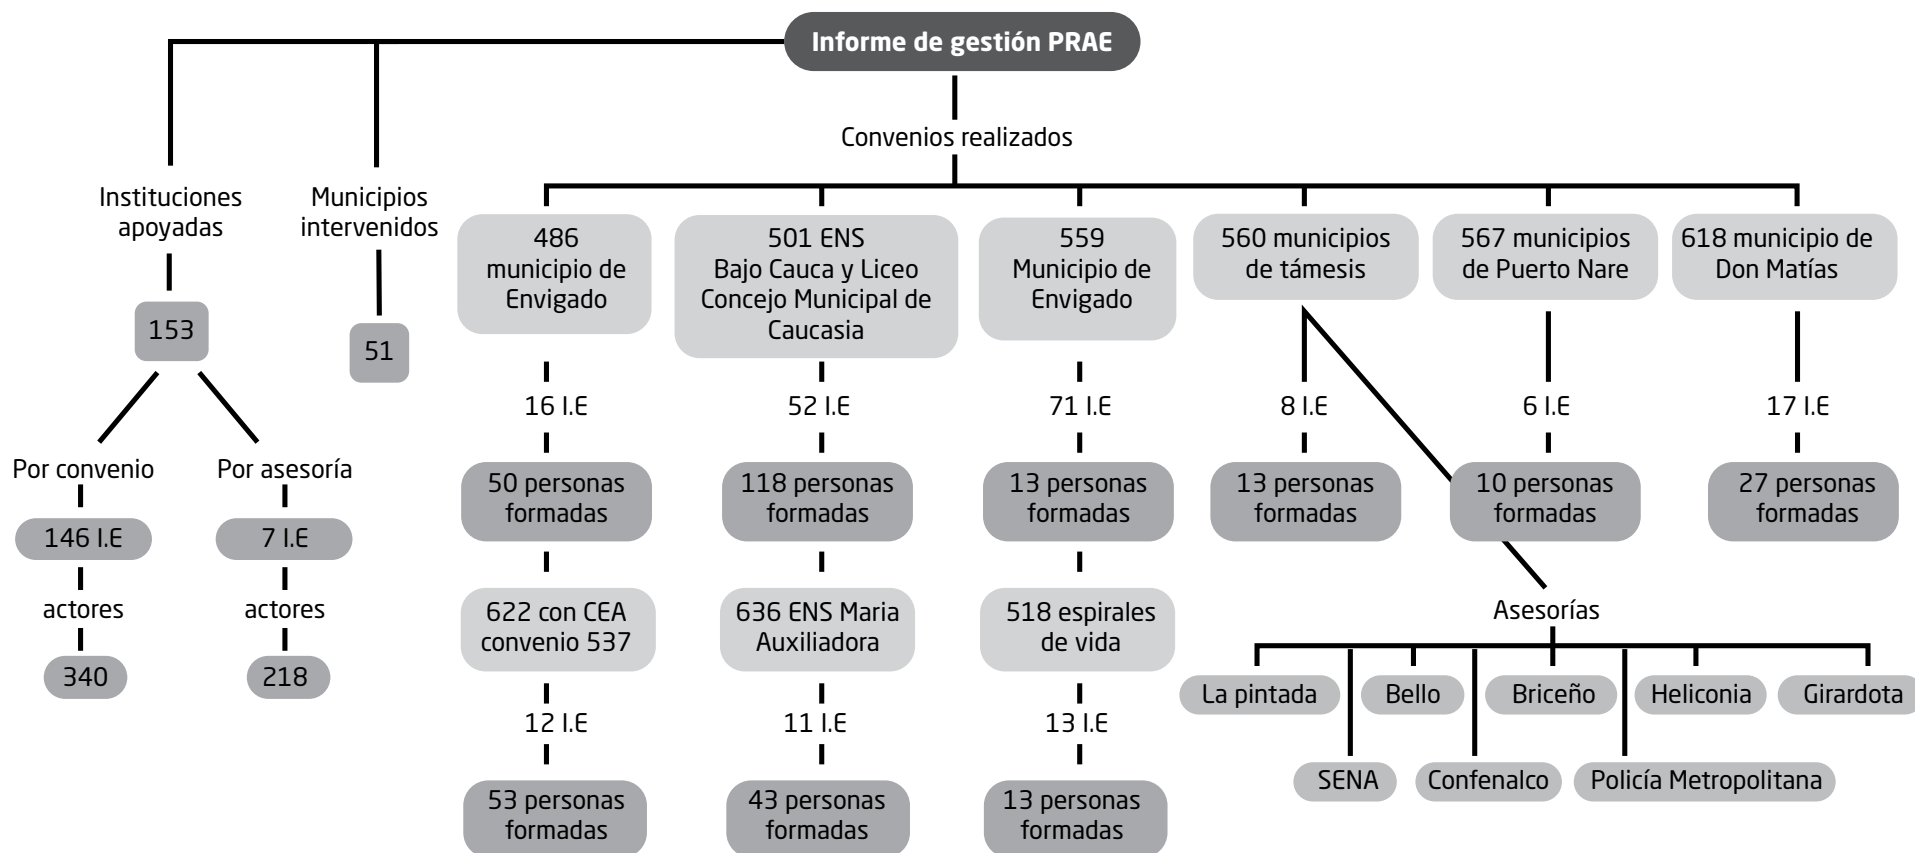 Informe de gestión PRAE
Convenios realizados
Instituciones
apoyadas
153
Por convenio
146 I.E
actores
340
Por asesoría
7 I.E
actores
218
Municipios
intervenidos
51
486
municipio de
Envigado
16 I.E
50 personas
formadas
622 con CEA
convenio 537
12 I.E
53 personas
formadas
501 ENS
Bajo Cauca y Liceo
Concejo Municipal de
Caucasia
52 I.E
118 personas
formadas
636 ENS Maria
Auxiliadora
11 I.E
43 personas
formadas
559
Municipio de
Envigado
71 I.E
13 personas
formadas
518 espirales
de vida
13 I.E
13 personas
formadas
560 municipios
de támesis
8 I.E
13 personas
formadas
567 municipios
de Puerto Nare
6 I.E
10 personas
formadas
618 municipio de
Don Matías
17 I.E
27 personas
formadas
Asesorías
La pintada
Bello
Briceño
Heliconia
Girardota
SENA
Confenalco
Policía Metropolitana